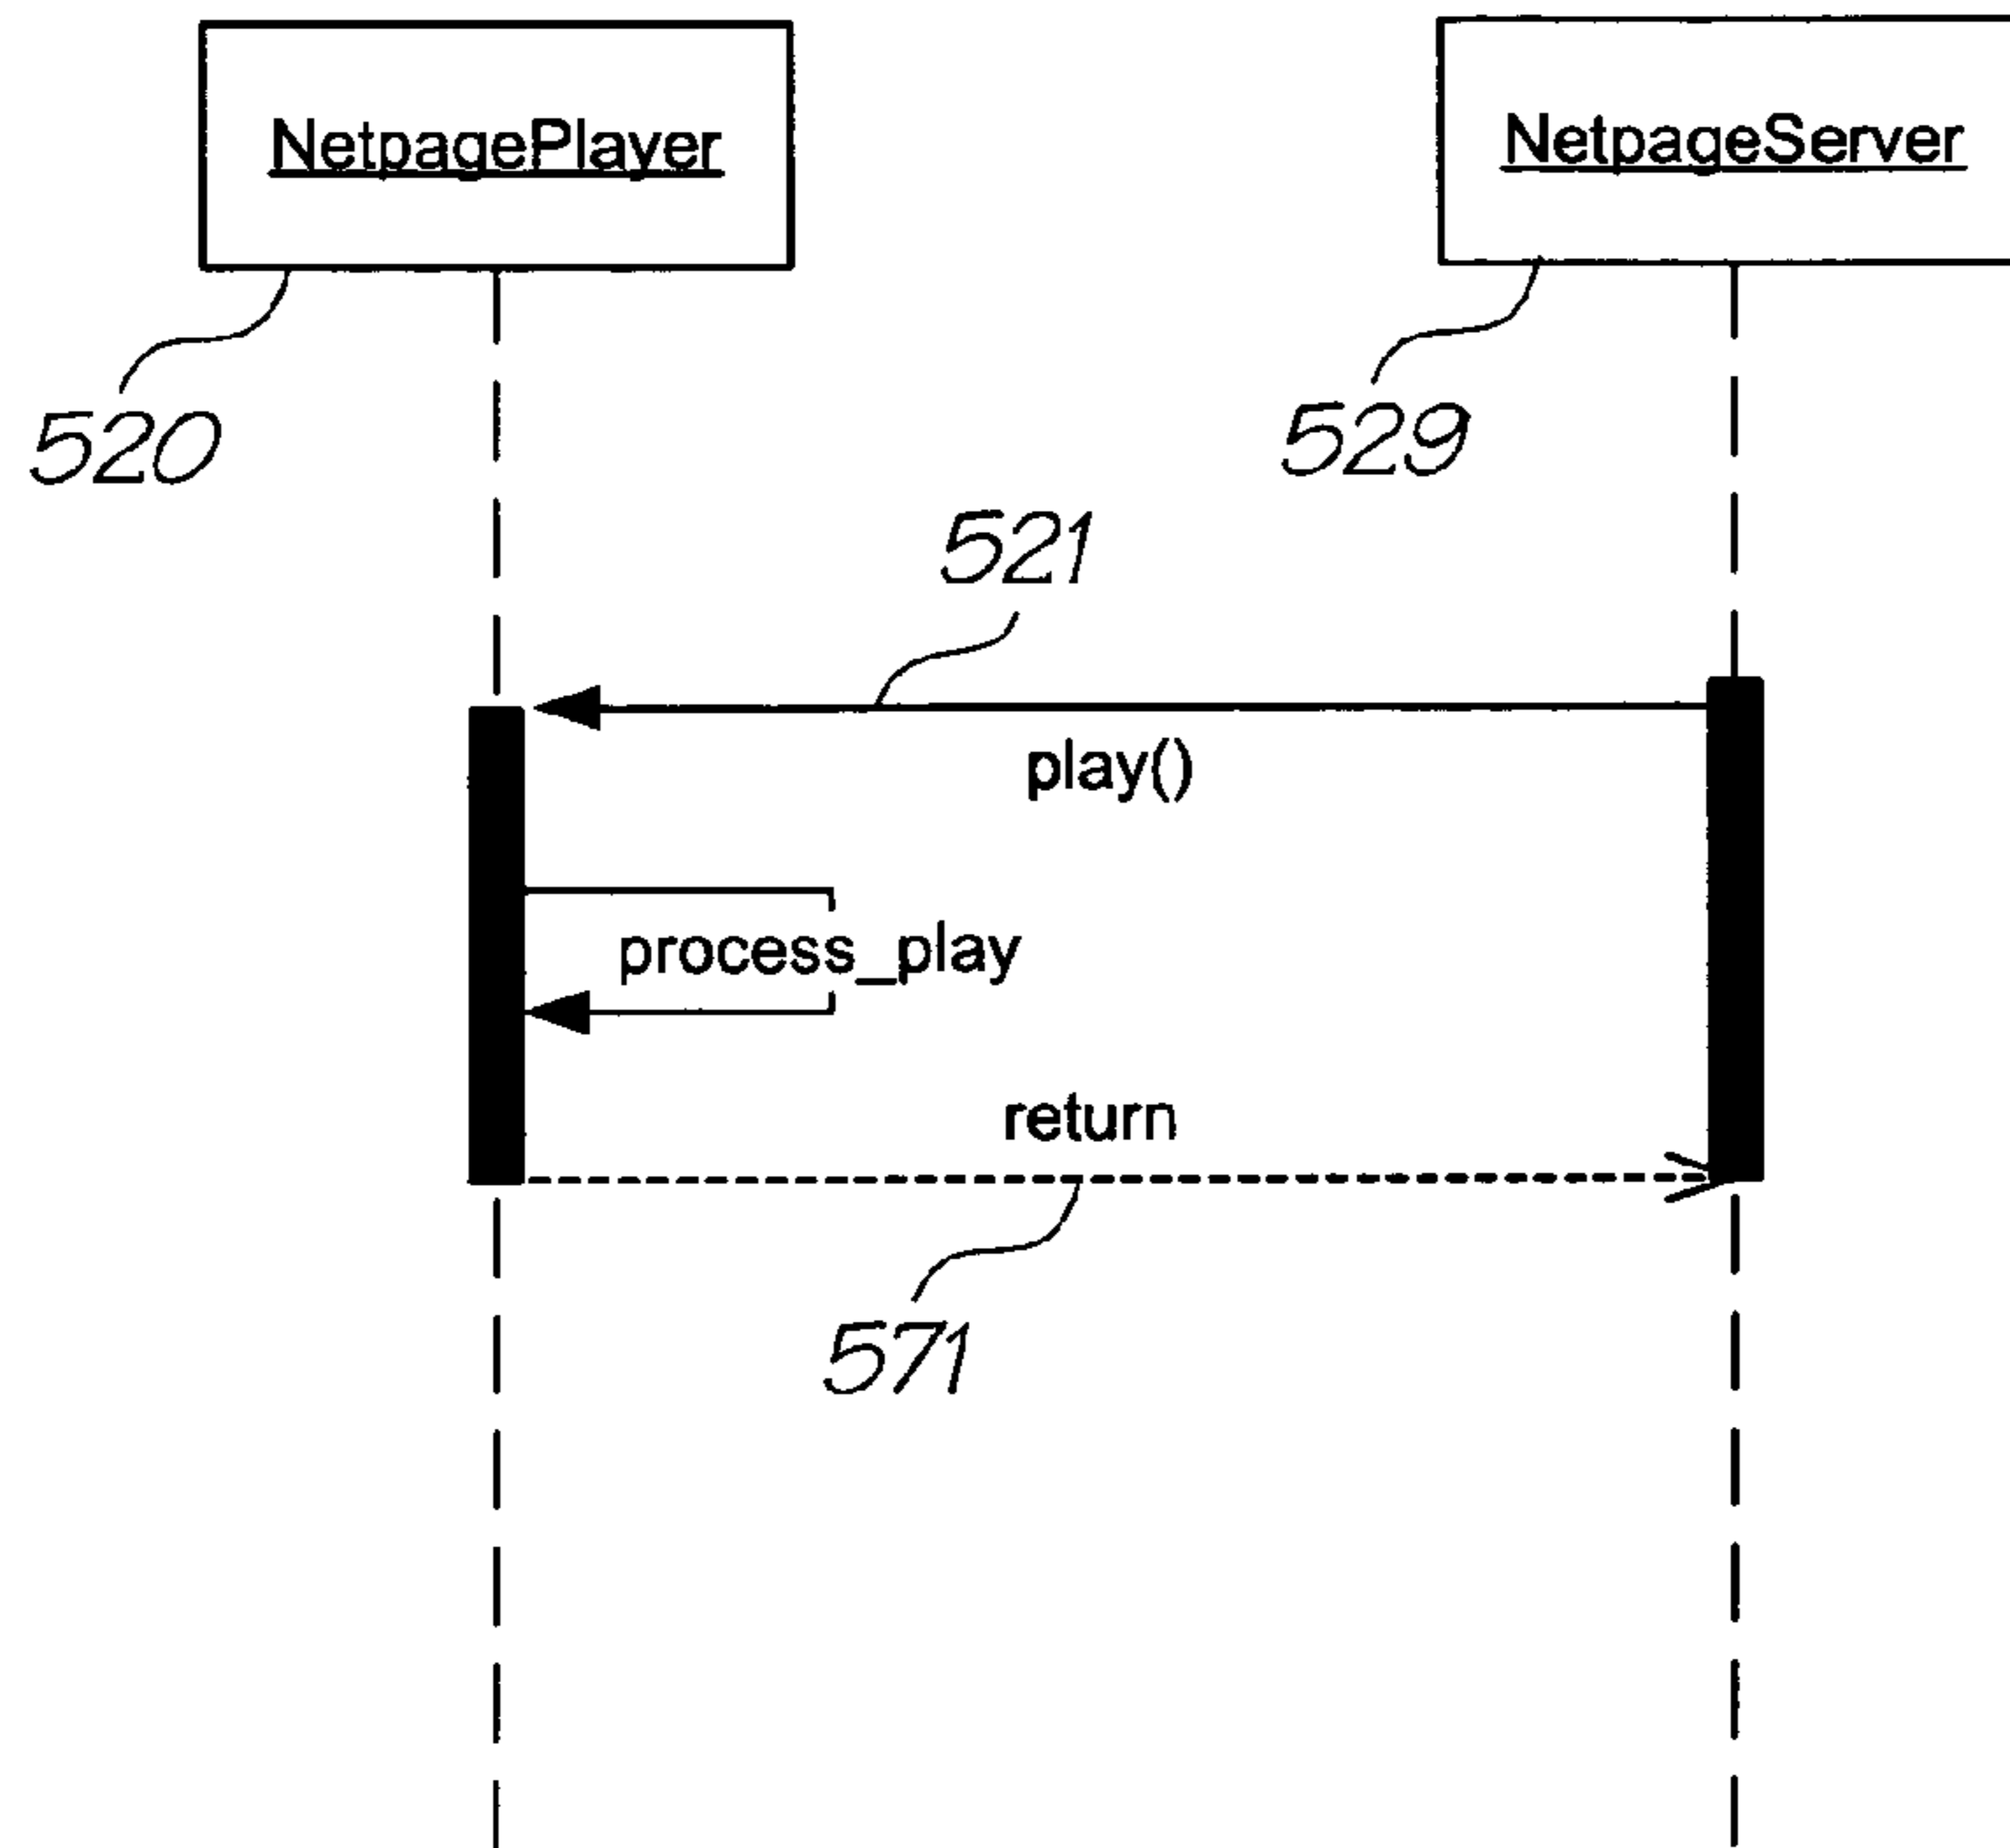 NetpagePlayer
NetpageServer
520
529
521
play()
process_play
return
571